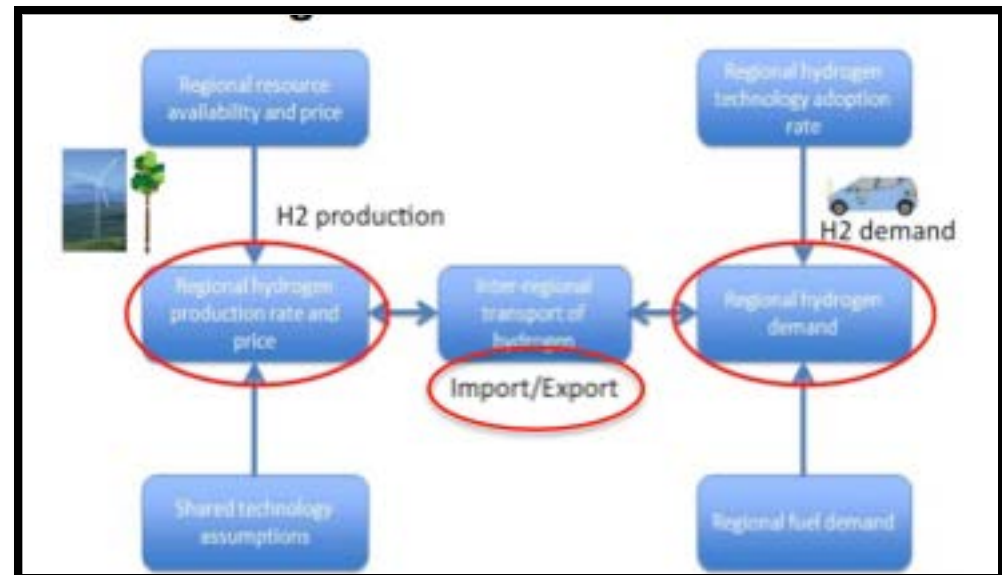 Regional resource
availability and price
Regional hydrogen
technology adoption
rate
H2 production
H2 demand
Regional hydrogen
production rate and
price
Inter-regional
transport of
hydrogen
Regional hydrogen
demand
Import/Export
Shared technology
assumptions
Regional fuel demand